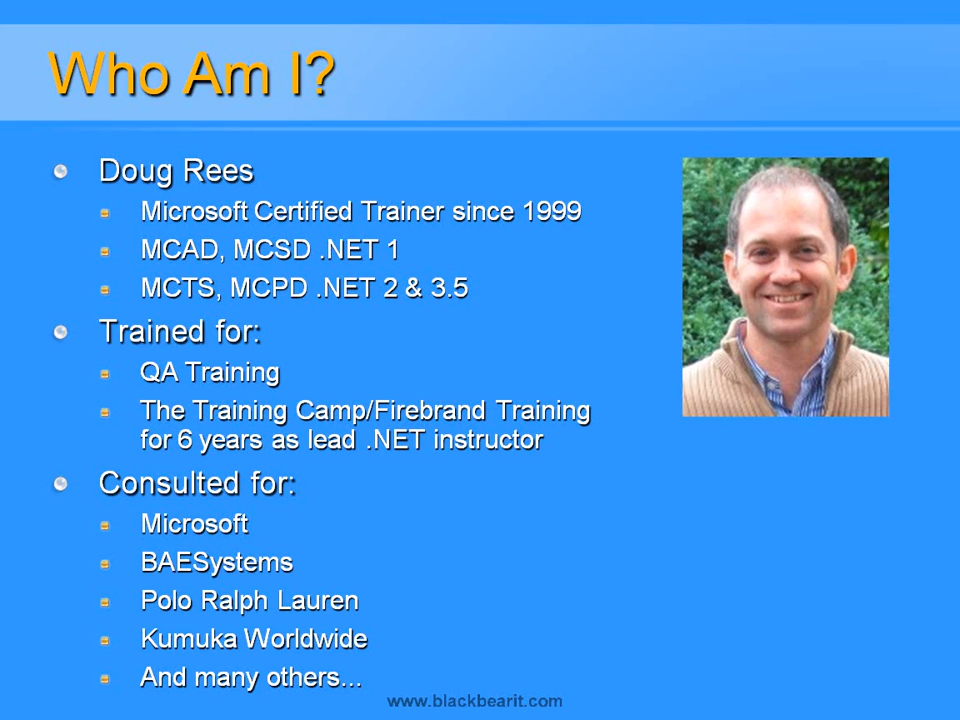 Who Am I?
Doug Rees
Microsoft Certified Trainer since 1999
MCAD, MCSD .NET 1
MCTS, MCPD .NET 2 & 3.5
Trained for:
QA Training
The Training Camp/Firebrand Training
for 6 years as lead .NET instructor
Consulted for:
Microsoft
BAESystems
Polo Ralph Lauren
Kumuka Worldwide
And many others...
www.blackbearit.com